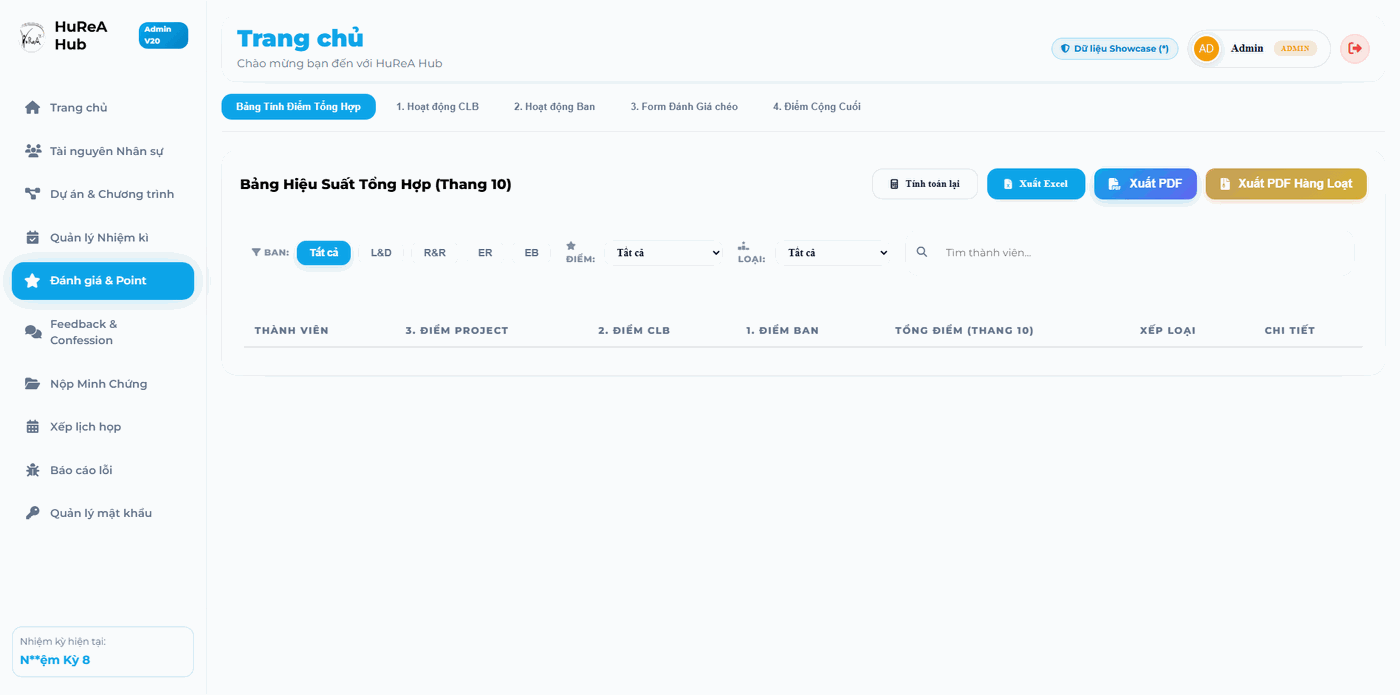 HuReA
Hub
Admin
V20
Trang chủ
Tài nguyên Nhân sự
Dự án & Chương trình
Quản lý Nhiệm kì
Đánh giá & Point
Feedback &
Confession
Nộp Minh Chứng
Xếp lịch họp
Báo cáo lỗi
Quản lý mật khẩu
Nhiệm kỳ hiện tại:
N**ệm Kỳ 8
Trang chủ
Chào mừng bạn đến với HuReA Hub
Dữ liệu Showcase (*)
AD Admin ADMIN
Bảng Tính Điểm Tổng Hợp 1. Hoạt động CLB 2. Hoạt động Ban 3. Form Đánh Giá chéo 4. Điểm Cộng Cuối
Bảng Hiệu Suất Tổng Hợp (Thang 10)
Tính toán lại Xuất Excel Xuất PDF Xuất PDF Hàng Loạt
BAN: Tất cả L&D R&R ER EB
ĐIỂM: Tất cả
LOẠI: Tất cả
Tìm thành viên...
THÀNH VIÊN 3. ĐIỂM PROJECT 2. ĐIỂM CLB 1. ĐIỂM BAN TỔNG ĐIỂM (THANG 10) XẾP LOẠI CHI TIẾT